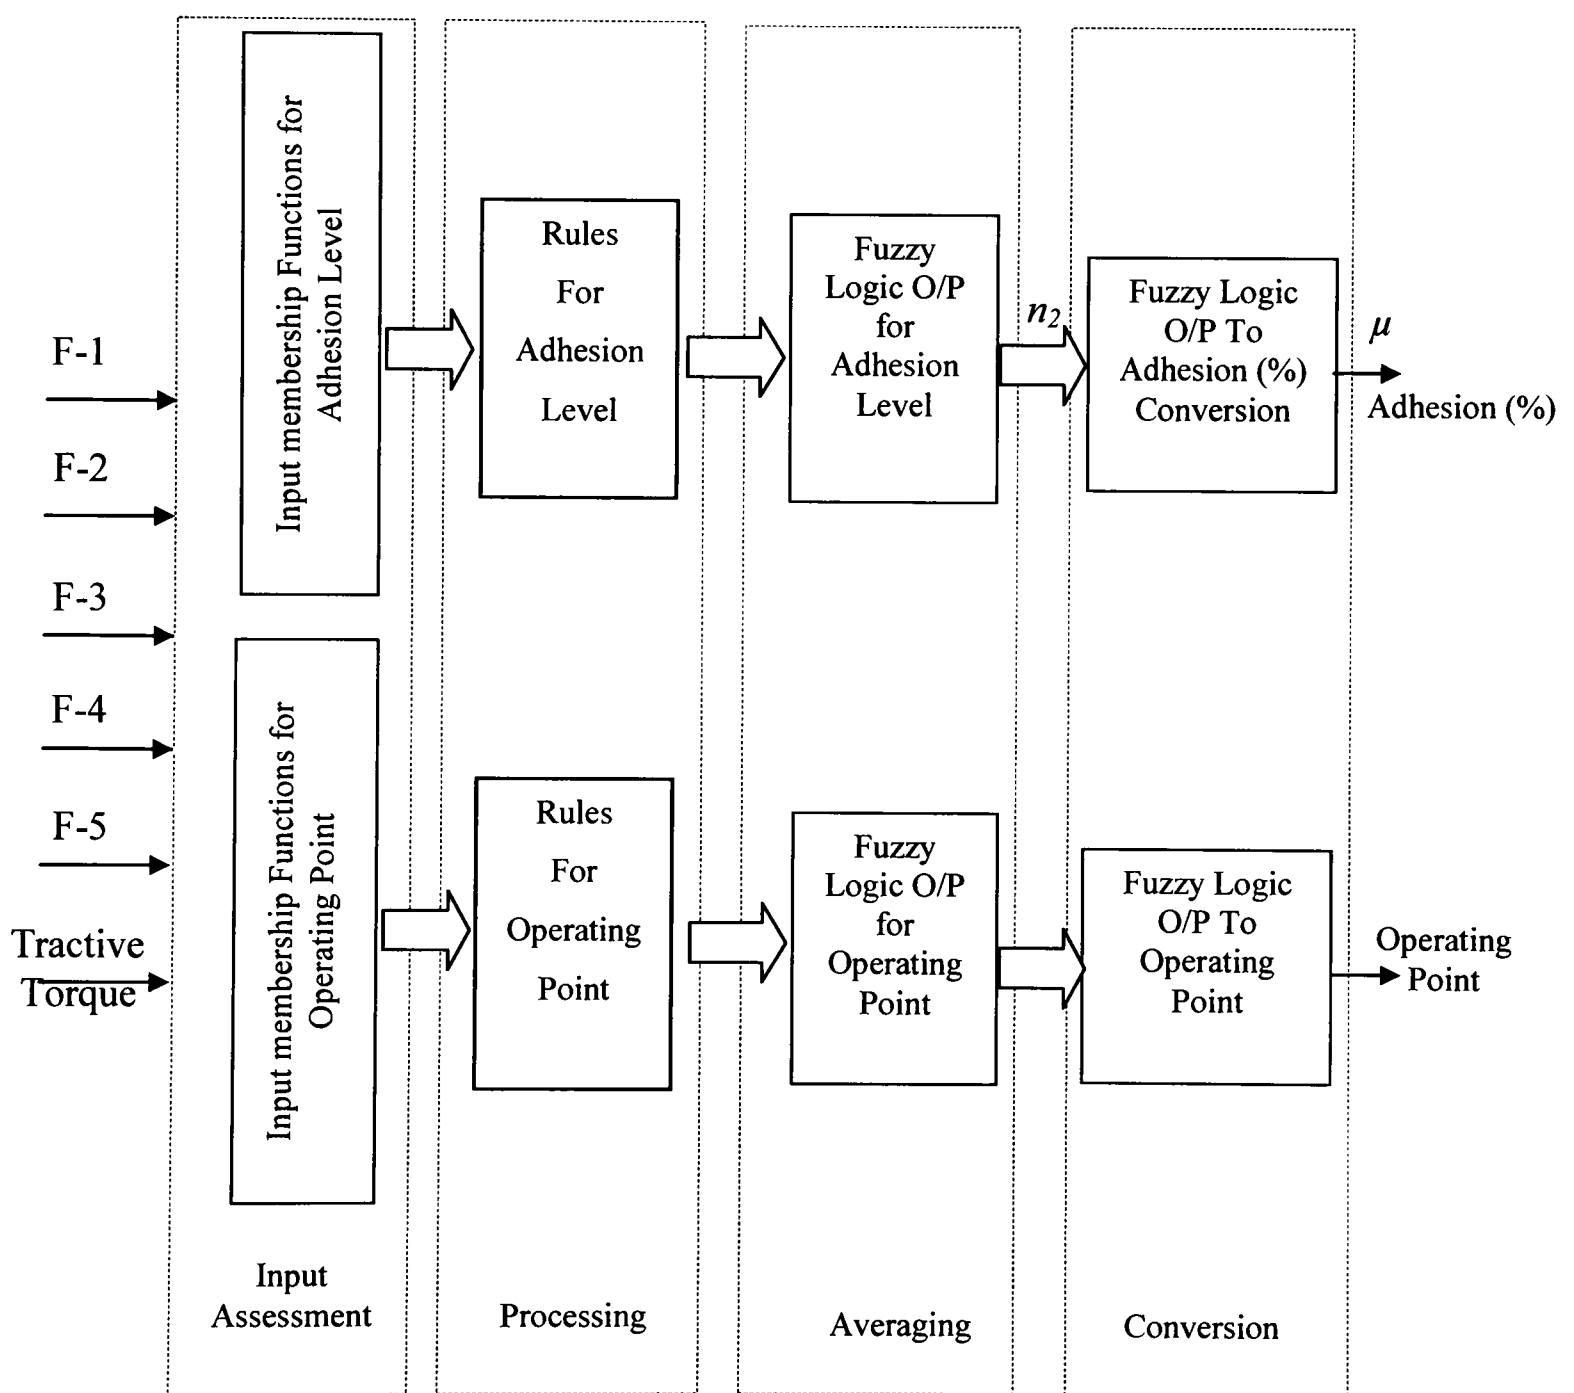 F-1
F-2
F-3
F-4
F-5
Tractive
Torque
Input membership Functions for
Adhesion Level
Input membership Functions for
Operating Point
Input
Assessment
Rules
For
Adhesion
Level
Rules
For
Operating
Point
Processing
Fuzzy
Logic O/P
for
Adhesion
Level
Fuzzy
Logic O/P
for
Operating
Point
Averaging
n2
Fuzzy Logic
O/P To
Adhesion (%)
Conversion
Fuzzy Logic
O/P To
Operating
Point
Conversion
μ
Adhesion (%)
Operating
Point